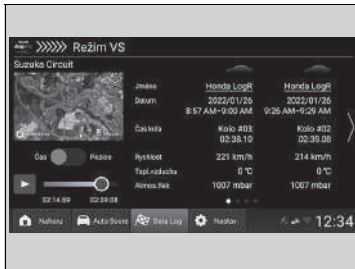 Režim VS
Suzuka Circuit
Jméno Honda LogR Honda LogR
Datum 2022/01/26 2022/01/26
8:57 AM~9:00 AM 9:26 AM~9:29 AM
Čas kola Kolo #03 Kolo #02
02:38.10 02:39.08
Čas Pozice
Rychlost 221 km/h 214 km/h
Tepl.vzduchu 0 °C 0 °C
Atmos.tlak 1007 mbar 1007 mbar
02:14.69 02:39.08
Nahoru Auto Score Data Log Nastav. 12:34